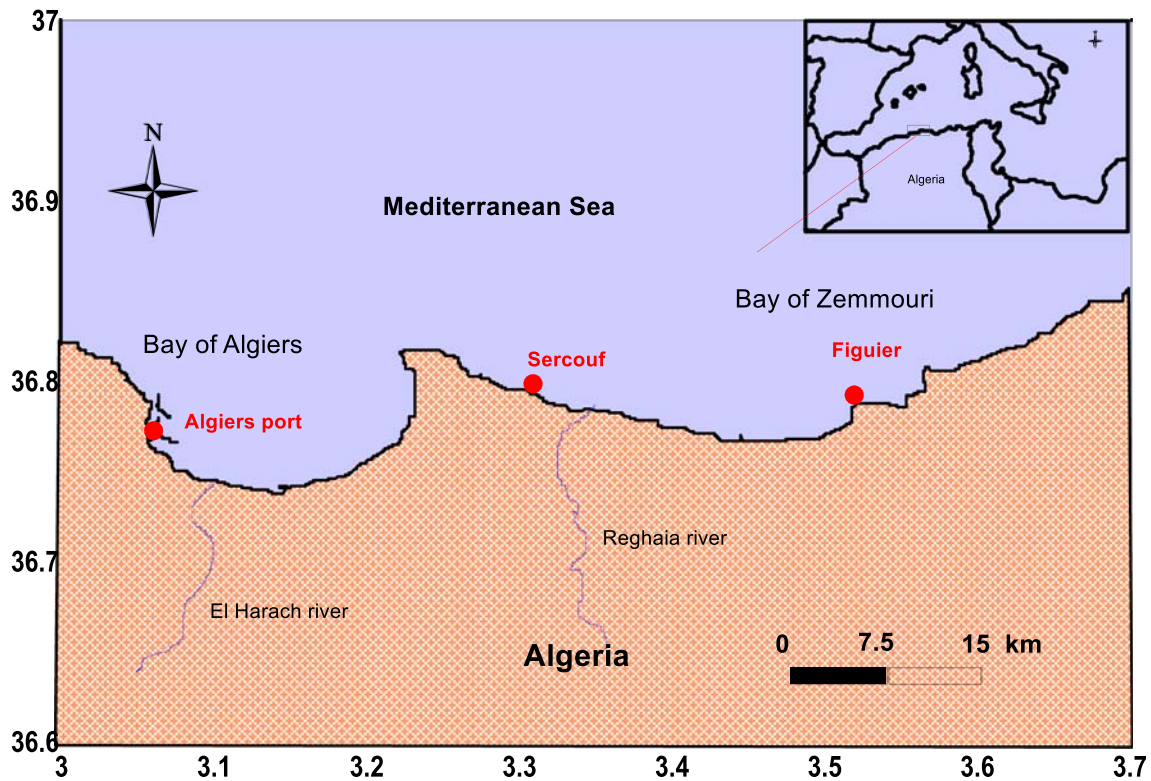 37
N
Algeria
36.9
Mediterranean Sea
Bay of Zemmouri
Bay of Algiers
Figuier
Sercouf
36.8
Algiers port
Reghaia river
36.7
El Harach river
Algeria
0 7.5 15 km
36.6
3 3.1 3.2 3.3 3.4 3.5 3.6 3.7